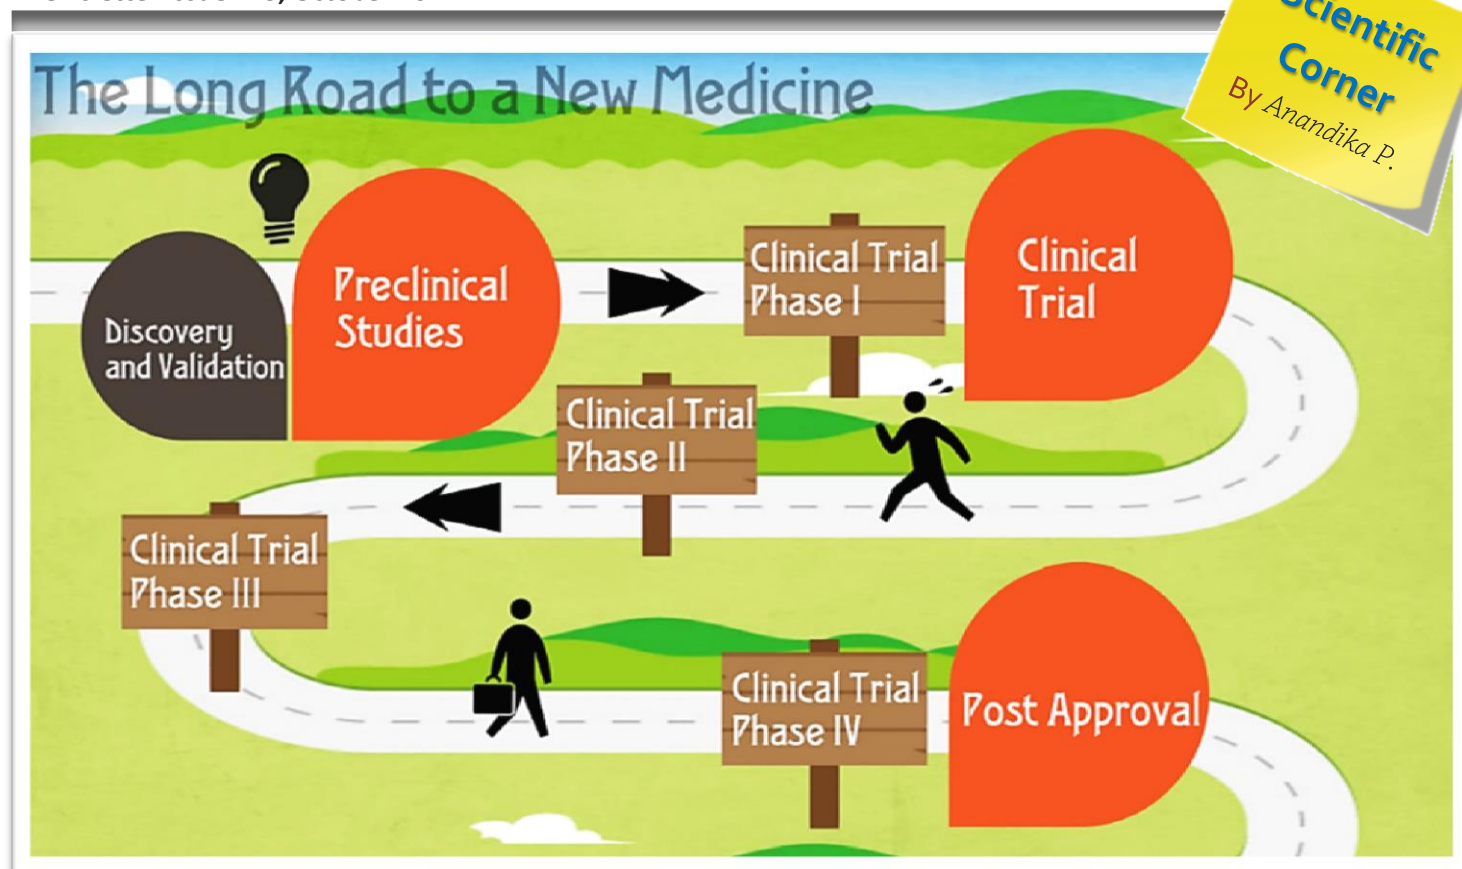 Scientific
Corner
By Anandika P.
The Long Road to a New Medicine
Discovery
and Validation
Preclinical
Studies
Clinical Trial
Phase I
Clinical
Trial
Clinical Trial
Phase II
Clinical Trial
Phase III
Clinical Trial
Phase IV
Post Approval